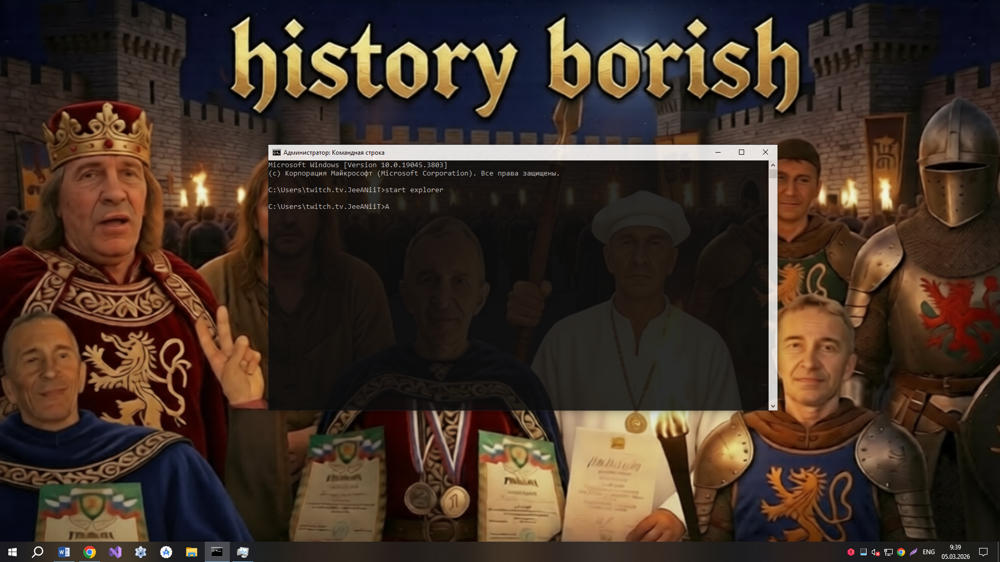 history borish
Администратор: Командная строка
Microsoft Windows [Version 10.0.19045.3803]
(c) Корпорация Майкрософт (Microsoft Corporation). Все права защищены.
C:\Users\twitch.tv.JeeANiiT>start explorer
C:\Users\twitch.tv.JeeANiiT>A
1
ENG
9:39
05.03.2026